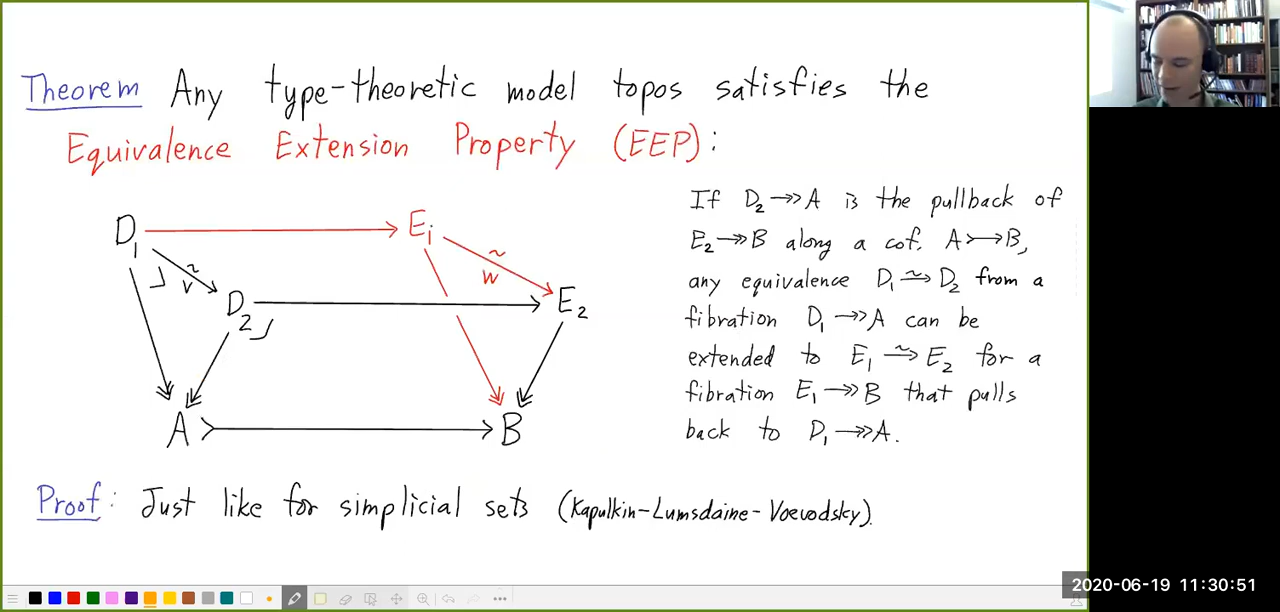 Theorem Any type-theoretic model topos satisfies the
Equivalence Extension Property (EEP):
D₁ E₁
~ v ~ w
D₂ E₂
A B
If D₂ ↠ A is the pullback of
E₂ ↠ B along a cof. A ↣ B,
any equivalence D₁ ⥲ D₂ from a
fibration D₁ ↠ A can be
extended to E₁ ⥲ E₂ for a
fibration E₁ ↠ B that pulls
back to D₁ ↠ A.
Proof: Just like for simplicial sets (Kapulkin-Lumsdaine-Voevodsky).
2020-06-19 11:30:51